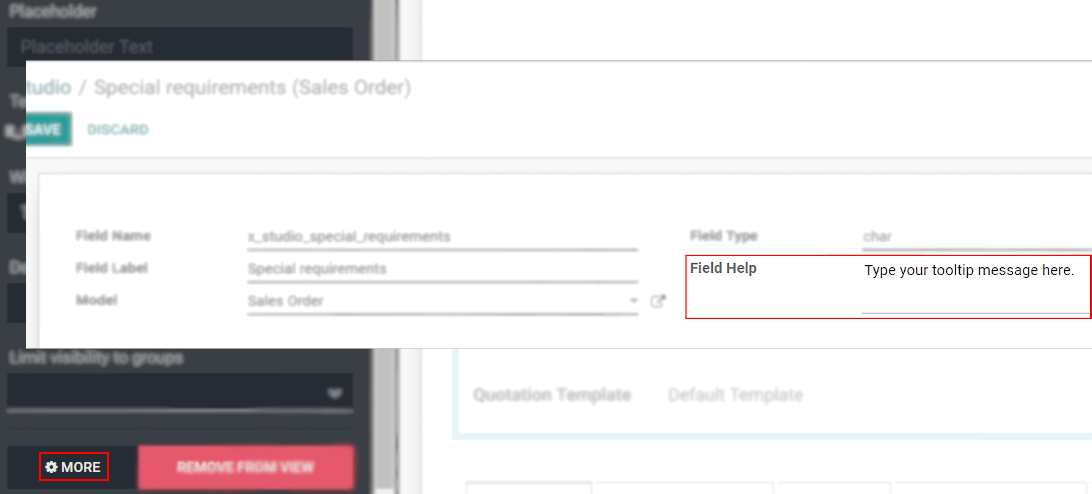 Placeholder
Placeholder Text
tudio / Special requirements (Sales Order)
SAVE DISCARD
Field Name x_studio_special_requirements Field Type char
Field Label Special requirements Field Help Type your tooltip message here.
Model Sales Order
Limit visibility to groups
Quotation Template Default Template
MORE REMOVE FROM VIEW